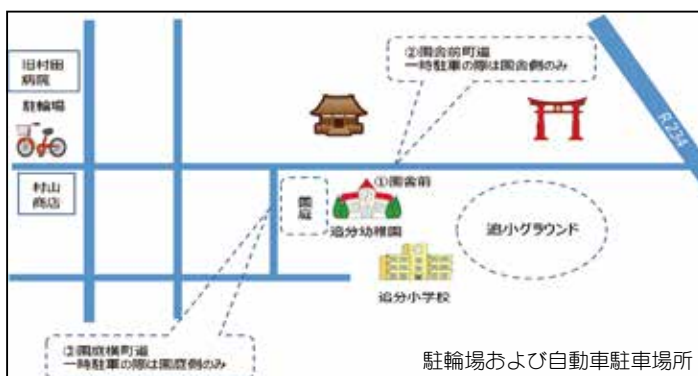 旧村田
病院
駐輪場
村山
商店
②園舎前町道
一時駐車の際は園舎側のみ
R 234
①園舎前
園庭
追分幼稚園
追小グラウンド
追分小学校
③園庭横町道
一時駐車の際は園庭側のみ
駐輪場および自動車駐車場所